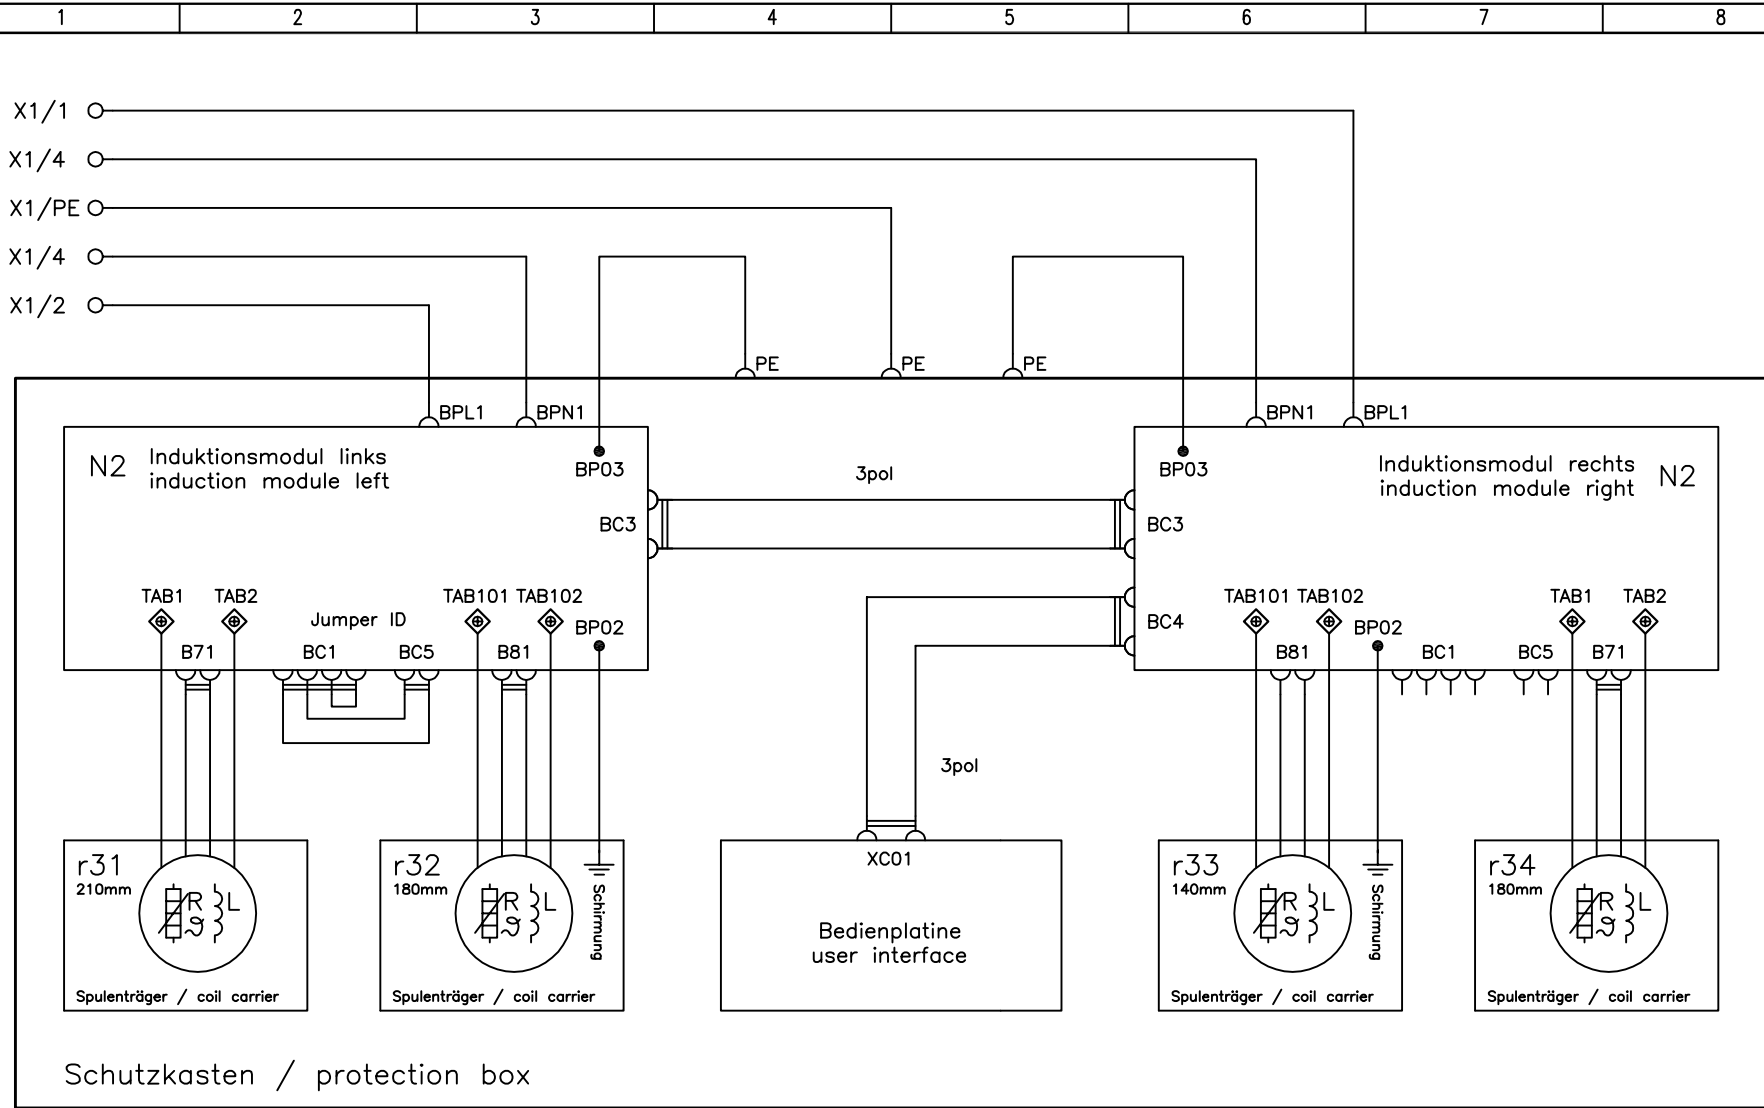 1 2 3 4 5 6 7 8
X1/1
X1/4
X1/PE
X1/4
X1/2
PE PE PE
BPL1 BPN1 BPN1 BPL1
N2 Induktionsmodul links
induction module left
BP03
BC3
3pol
BP03
BC3
Induktionsmodul rechts
induction module right
N2
TAB1 TAB2
Jumper ID
TAB101 TAB102
BP02
B71 BC1 BC5 B81
BC4
TAB101 TAB102
BP02
TAB1 TAB2
B81 BC1 BC5 B71
3pol
r31
210mm
R L
ϑ
Spulenträger / coil carrier
r32
180mm
R L
ϑ
Schirmung
Spulenträger / coil carrier
XC01
Bedienplatine
user interface
r33
140mm
R L
ϑ
Schirmung
Spulenträger / coil carrier
r34
180mm
R L
ϑ
Spulenträger / coil carrier
Schutzkasten / protection box